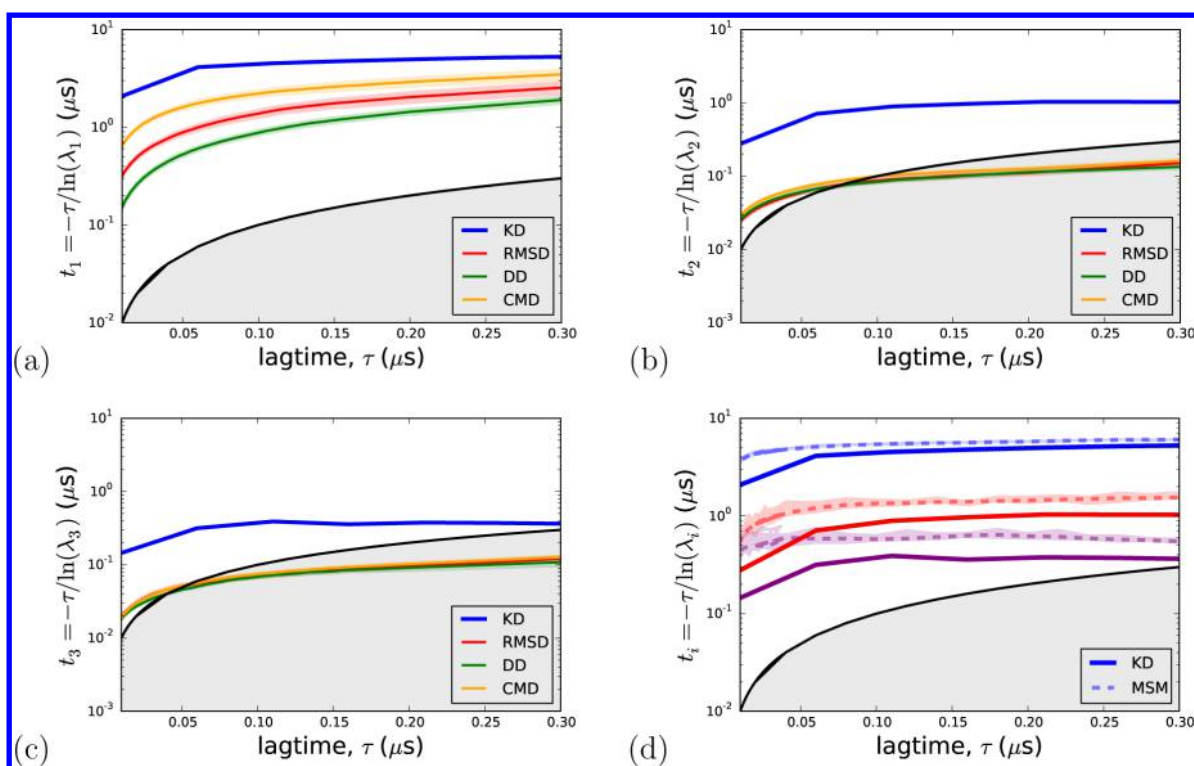 10¹
10⁰
10⁻¹
10⁻²
t₁ = −τ/ln(λ₁) (μs)
KD
RMSD
DD
CMD
0.05 0.10 0.15 0.20 0.25 0.30
lagtime, τ (μs)
(a)
10¹
10⁰
10⁻¹
10⁻²
10⁻³
t₂ = −τ/ln(λ₂) (μs)
KD
RMSD
DD
CMD
0.05 0.10 0.15 0.20 0.25 0.30
lagtime, τ (μs)
(b)
10¹
10⁰
10⁻¹
10⁻²
10⁻³
t₃ = −τ/ln(λ₃) (μs)
KD
RMSD
DD
CMD
0.05 0.10 0.15 0.20 0.25 0.30
lagtime, τ (μs)
(c)
10¹
10⁰
10⁻¹
10⁻²
tᵢ = −τ/ln(λᵢ) (μs)
KD
MSM
0.05 0.10 0.15 0.20 0.25 0.30
lagtime, τ (μs)
(d)